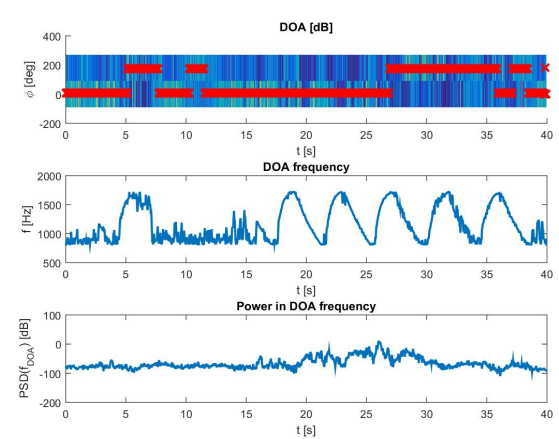 DOA [dB]
400
200
0
-200
ϕ [deg]
0 5 10 15 20 25 30 35 40
t [s]
DOA frequency
2000
1500
1000
500
f [Hz]
0 5 10 15 20 25 30 35 40
t [s]
Power in DOA frequency
100
0
-100
-200
PSD(f_DOA) [dB]
0 5 10 15 20 25 30 35 40
t [s]